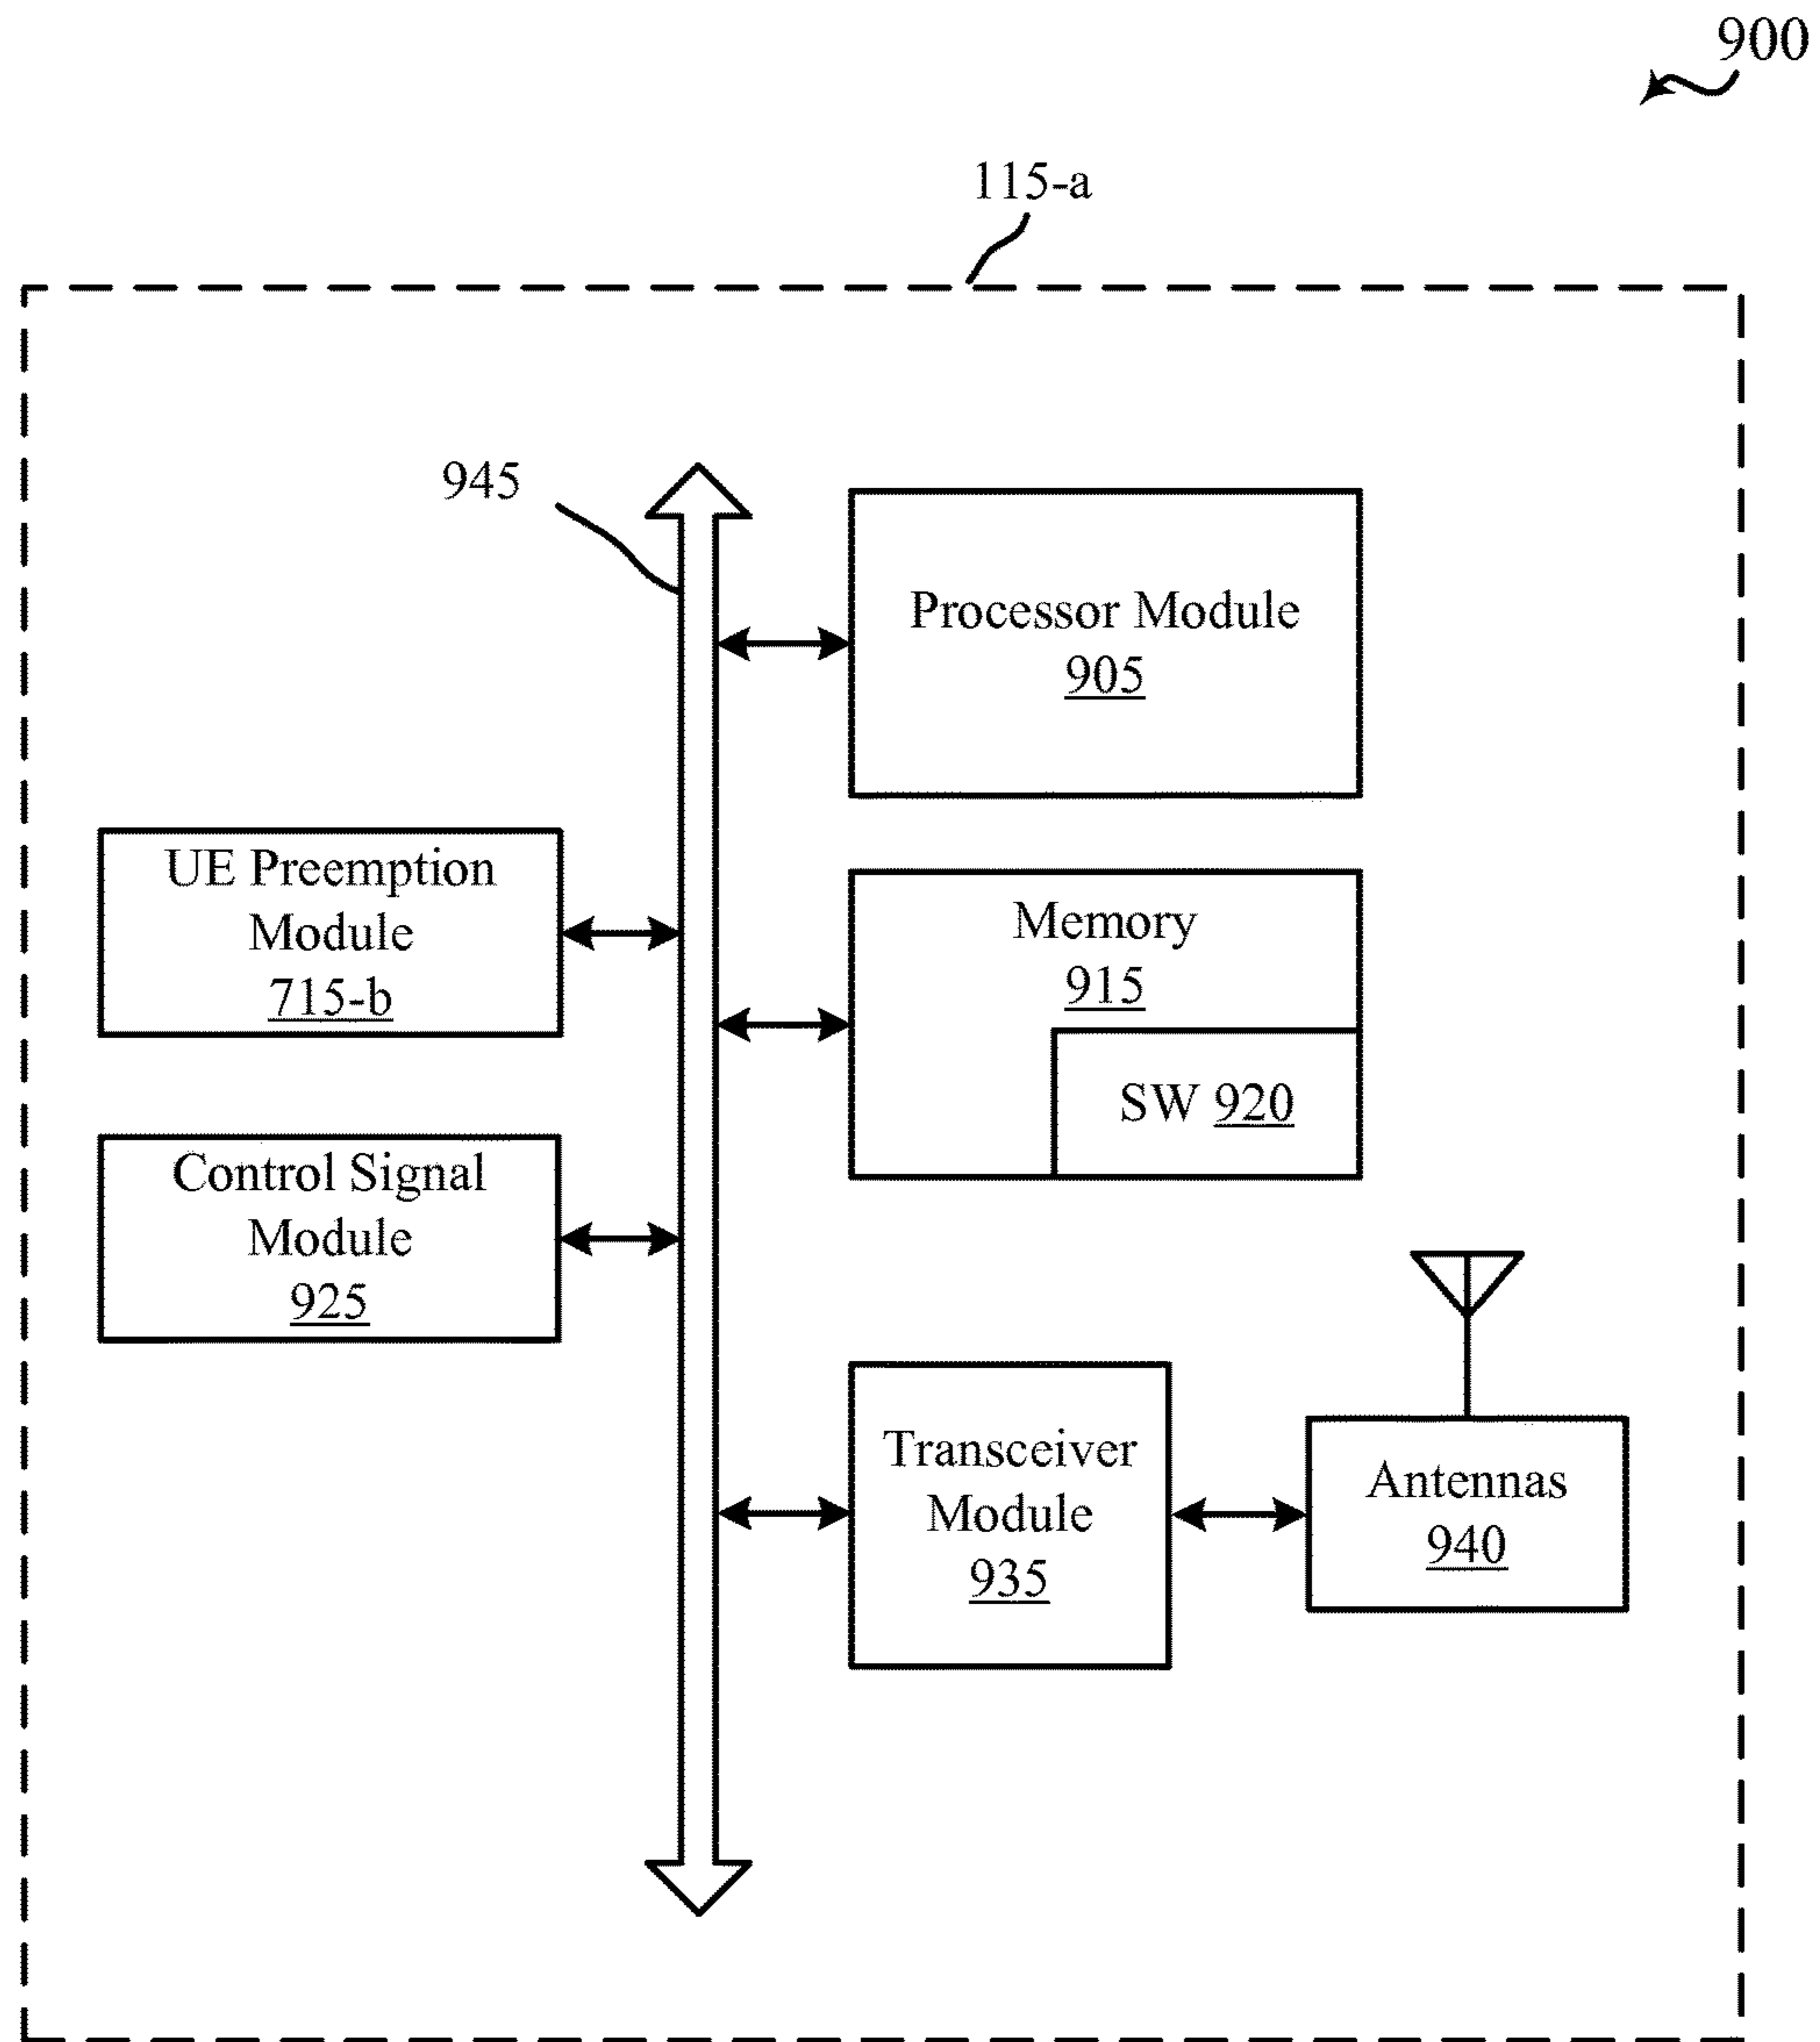 900
115-a
945
Processor Module
905
UE Preemption
Module
715-b
Memory
915
SW 920
Control Signal
Module
925
Transceiver
Module
935
Antennas
940